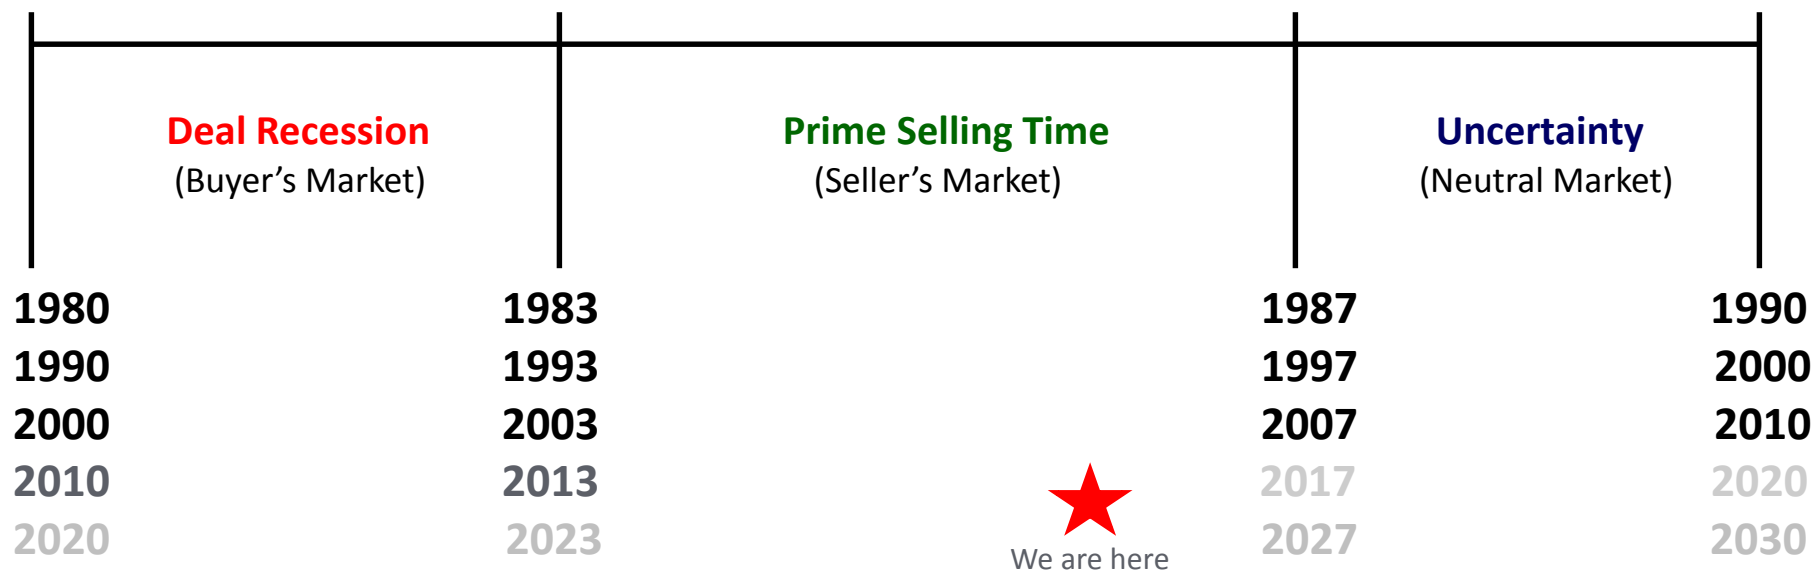 Deal Recession Prime Selling Time Uncertainty
(Buyer’s Market) (Seller’s Market) (Neutral Market)
1980 1983 1987 1990
1990 1993 1997 2000
2000 2003 2007 2010
2010 2013 2017 2020
2020 2023 2027 2030
We are here